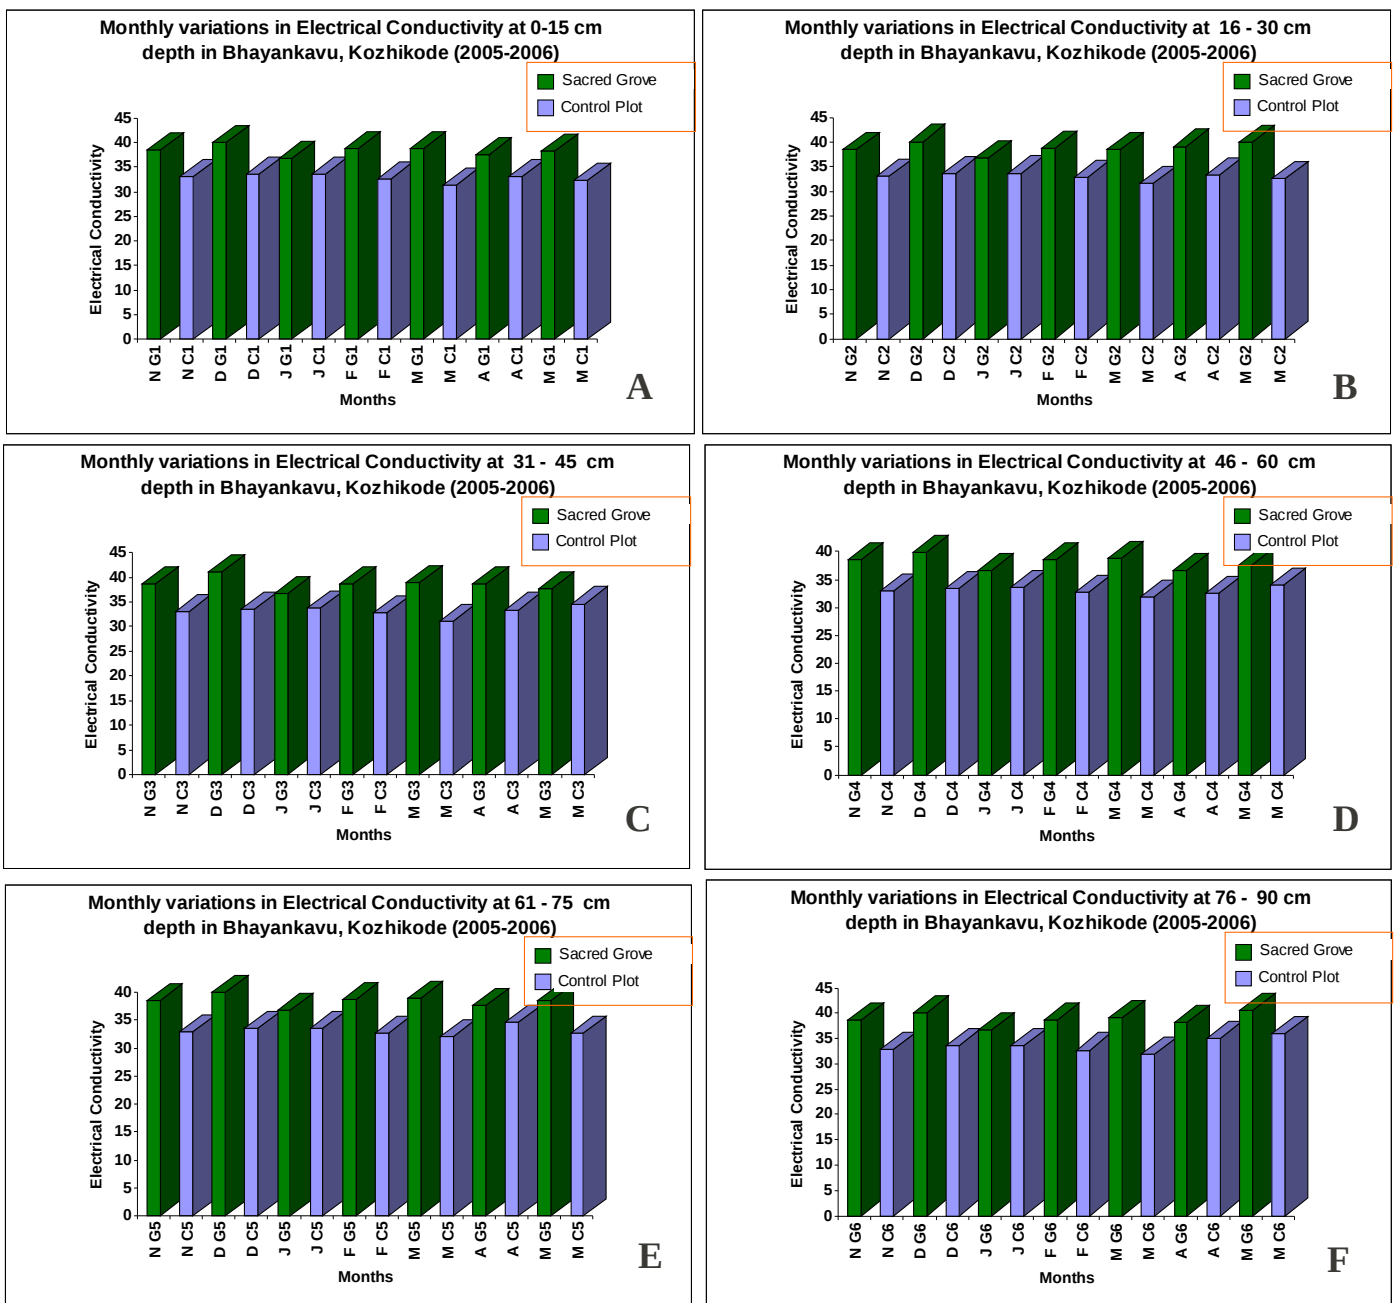 Monthly variations in Electrical Conductivity at 0-15 cm
depth in Bhayankavu, Kozhikode (2005-2006)
Sacred Grove
Control Plot
45
40
35
30
25
20
15
10
5
0
Electrical Conductivity
N G1
N C1
D G1
D C1
J G1
J C1
F G1
F C1
M G1
M C1
A G1
A C1
M G1
M C1
Months
A
Monthly variations in Electrical Conductivity at 16 - 30 cm
depth in Bhayankavu, Kozhikode (2005-2006)
Sacred Grove
Control Plot
45
40
35
30
25
20
15
10
5
0
Electrical Conductivity
N G2
N C2
D G2
D C2
J G2
J C2
F G2
F C2
M G2
M C2
A G2
A C2
M G2
M C2
Months
B
Monthly variations in Electrical Conductivity at 31 - 45 cm
depth in Bhayankavu, Kozhikode (2005-2006)
Sacred Grove
Control Plot
45
40
35
30
25
20
15
10
5
0
Electrical Conductivity
N G3
N C3
D G3
D C3
J G3
J C3
F G3
F C3
M G3
M C3
A G3
A C3
M G3
M C3
Months
C
Monthly variations in Electrical Conductivity at 46 - 60 cm
depth in Bhayankavu, Kozhikode (2005-2006)
Sacred Grove
Control Plot
40
35
30
25
20
15
10
5
0
Electrical Conductivity
N G4
N C4
D G4
D C4
J G4
J C4
F G4
F C4
M G4
M C4
A G4
A C4
M G4
M C4
Months
D
Monthly variations in Electrical Conductivity at 61 - 75 cm
depth in Bhayankavu, Kozhikode (2005-2006)
Sacred Grove
Control Plot
40
35
30
25
20
15
10
5
0
Electrical Conductivity
N G5
N C5
D G5
D C5
J G5
J C5
F G5
F C5
M G5
M C5
A G5
A C5
M G5
M C5
Months
E
Monthly variations in Electrical Conductivity at 76 - 90 cm
depth in Bhayankavu, Kozhikode (2005-2006)
Sacred Grove
Control Plot
45
40
35
30
25
20
15
10
5
0
Electrical Conductivity
N G6
N C6
D G6
D C6
J G6
J C6
F G6
F C6
M G6
M C6
A G6
A C6
M G6
M C6
Months
F